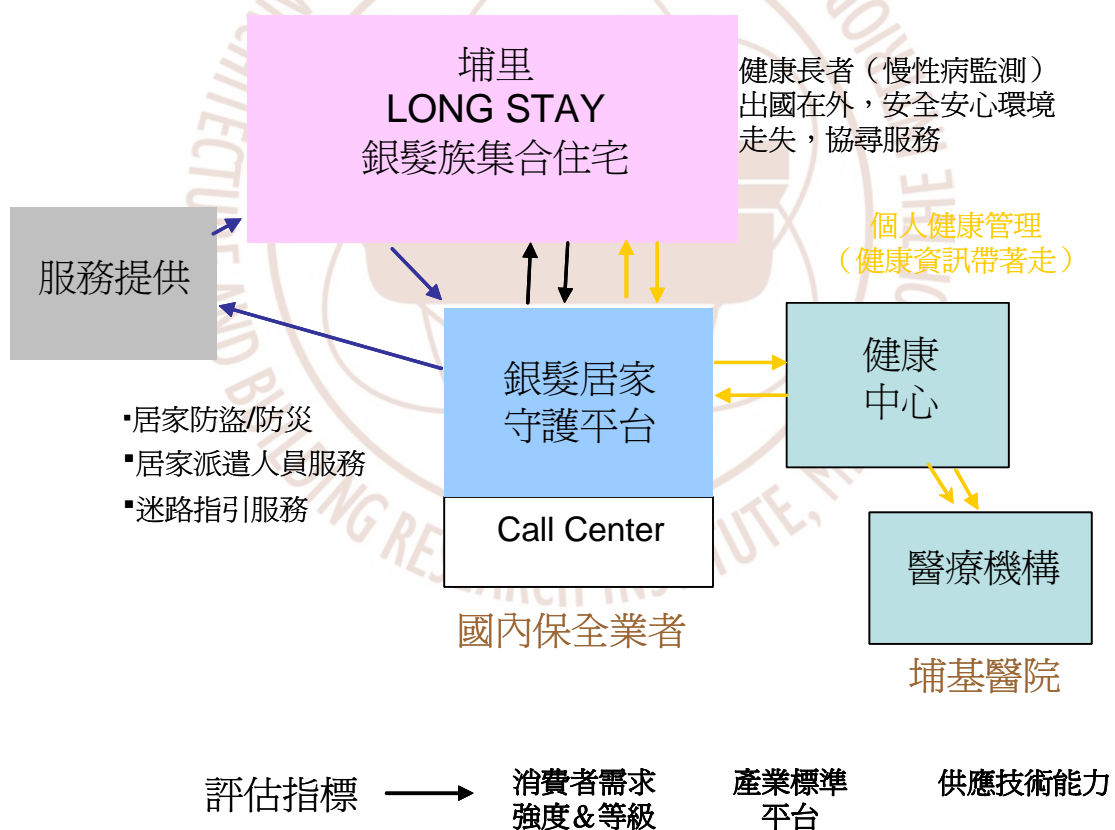 埔里
LONG STAY
銀髮族集合住宅
健康長者（慢性病監測）
出國在外，安全安心環境
走失，協尋服務
個人健康管理
（健康資訊帶著走）
服務提供
銀髮居家
守護平台
健康
中心
▪居家防盜/防災
▪居家派遣人員服務
▪迷路指引服務
Call Center
醫療機構
國內保全業者
埔基醫院
評估指標
消費者需求
強度＆等級
產業標準
平台
供應技術能力